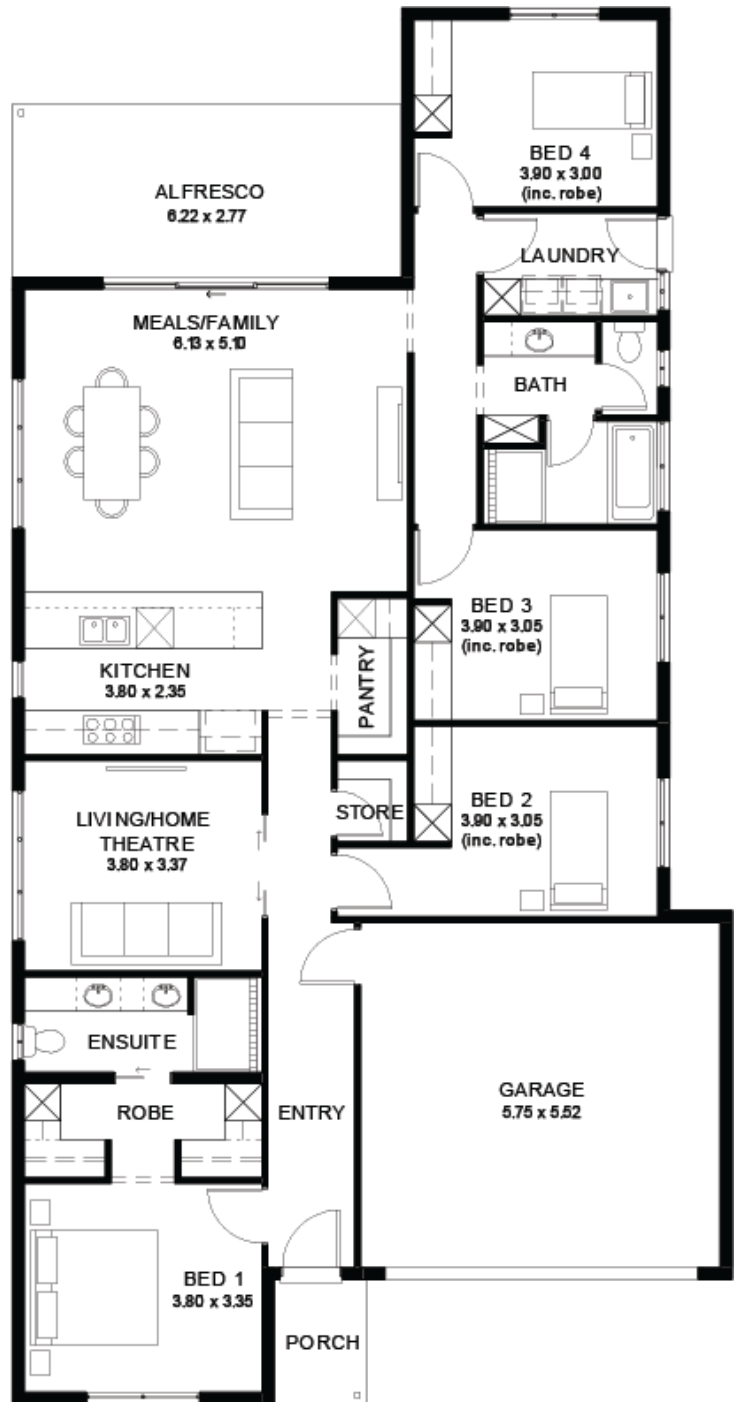 BED 4
3.90 x 3.00
(inc. robe)
ALFRESCO
6.22 x 2.77
LAUNDRY
MEALS/FAMILY
6.13 x 5.10
BATH
BED 3
3.90 x 3.05
(inc. robe)
KITCHEN
3.80 x 2.35
PANTRY
STORE
BED 2
3.90 x 3.05
(inc. robe)
LIVING/HOME
THEATRE
3.80 x 3.37
ENSUITE
ROBE
ENTRY
GARAGE
5.75 x 5.52
BED 1
3.80 x 3.35
PORCH